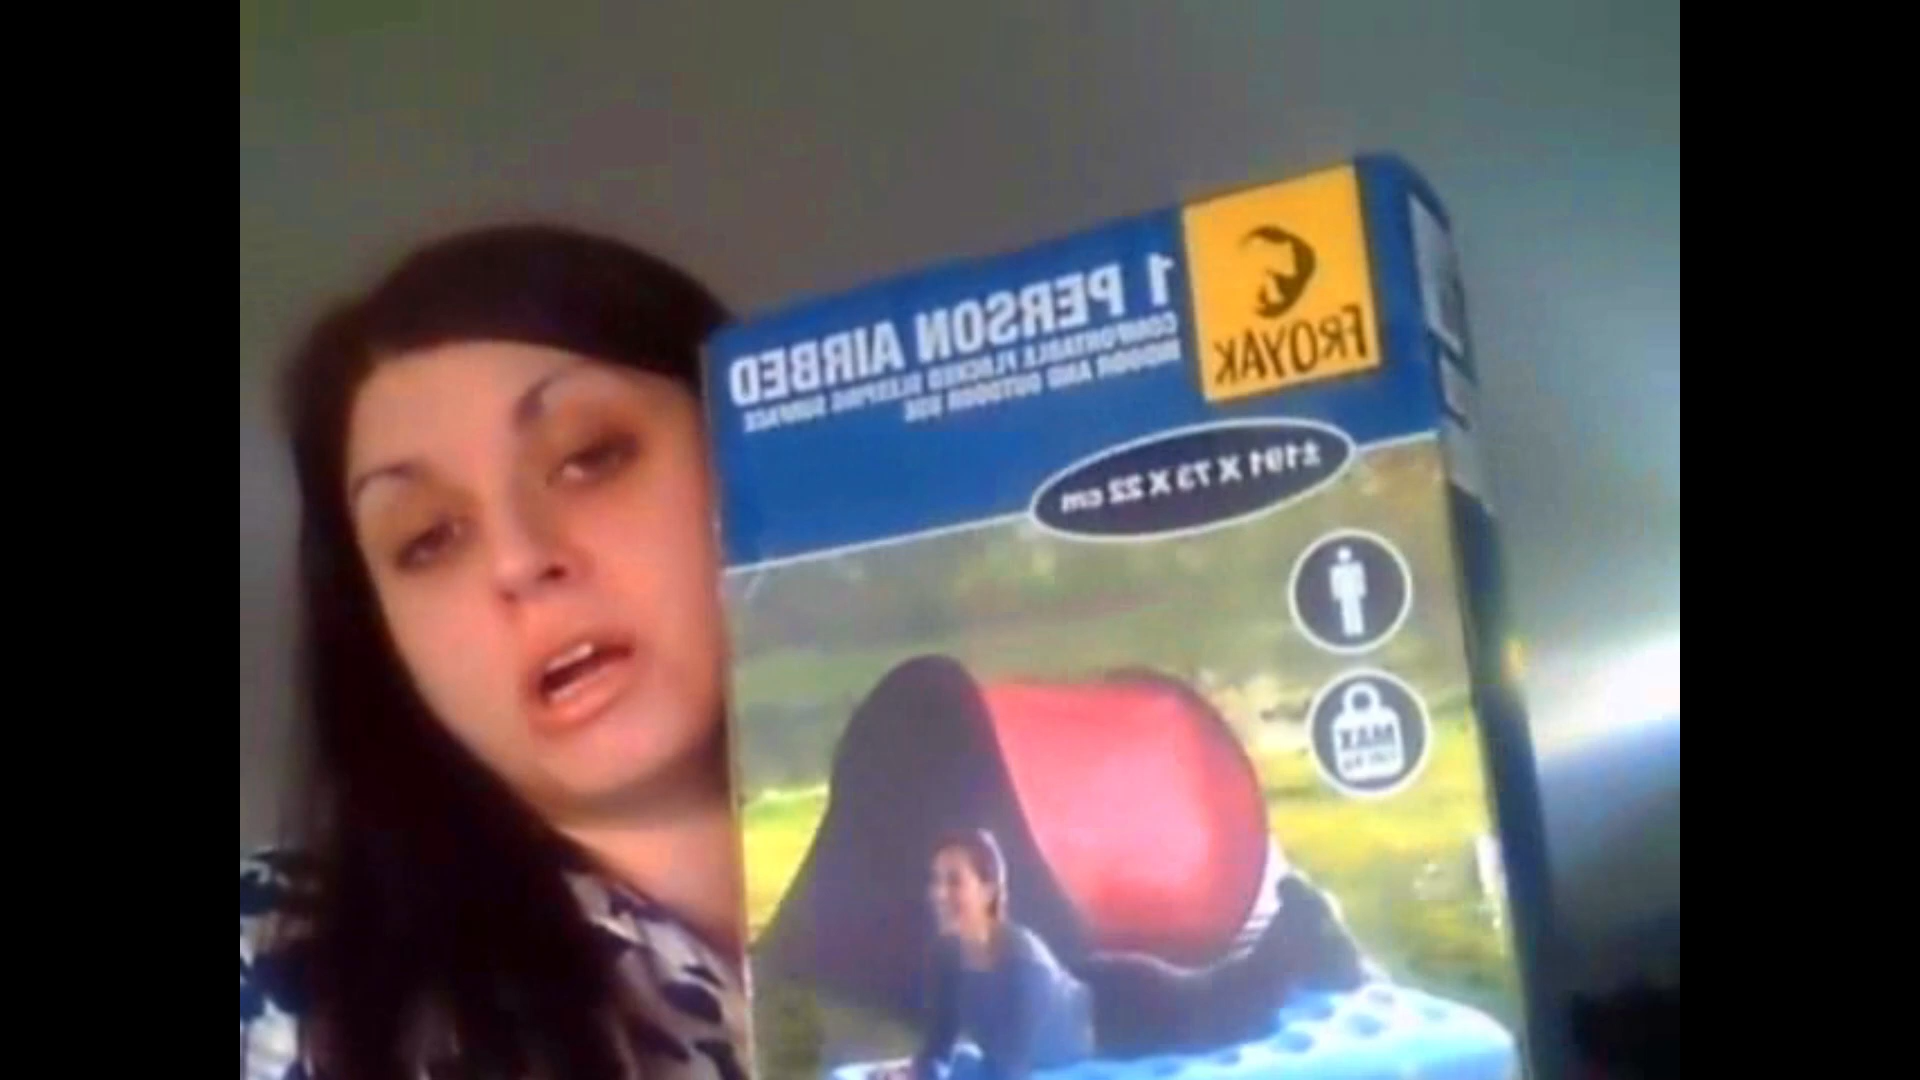 FROYAK
1 PERSON AIRBED
COMFORTABLE FLOCKED SLEEPING SURFACE
INDOOR AND OUTDOOR USE
±191 X 73 X 22 cm
MAX